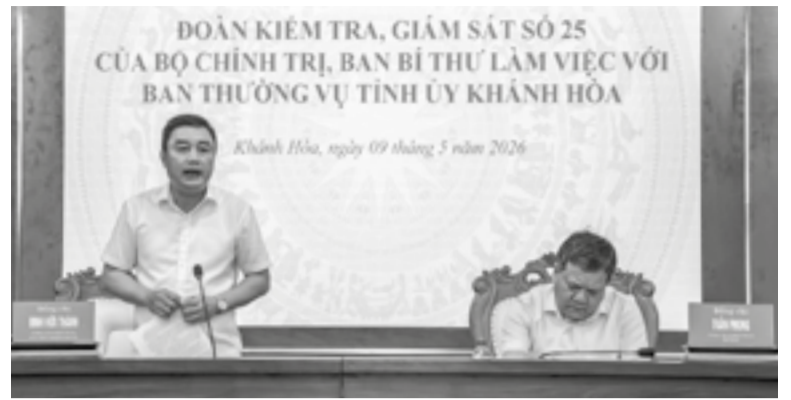 ĐOÀN KIỂM TRA, GIÁM SÁT SỐ 25
CỦA BỘ CHÍNH TRỊ, BAN BÍ THƯ LÀM VIỆC VỚI
BAN THƯỜNG VỤ TỈNH ỦY KHÁNH HÒA
Khánh Hòa, ngày 09 tháng 5 năm 2026